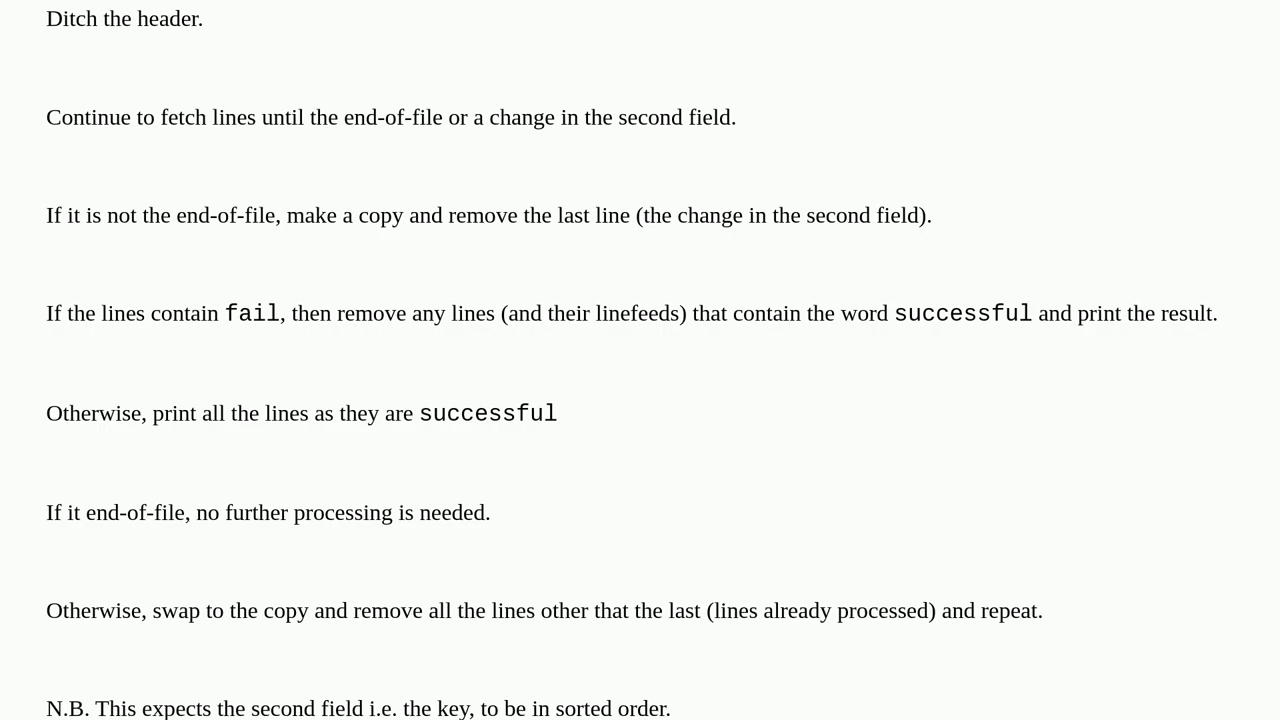 Ditch the header.
Continue to fetch lines until the end-of-file or a change in the second field.
If it is not the end-of-file, make a copy and remove the last line (the change in the second field).
If the lines contain fail, then remove any lines (and their linefeeds) that contain the word successful and print the result.
Otherwise, print all the lines as they are successful
If it end-of-file, no further processing is needed.
Otherwise, swap to the copy and remove all the lines other that the last (lines already processed) and repeat.
N.B. This expects the second field i.e. the key, to be in sorted order.